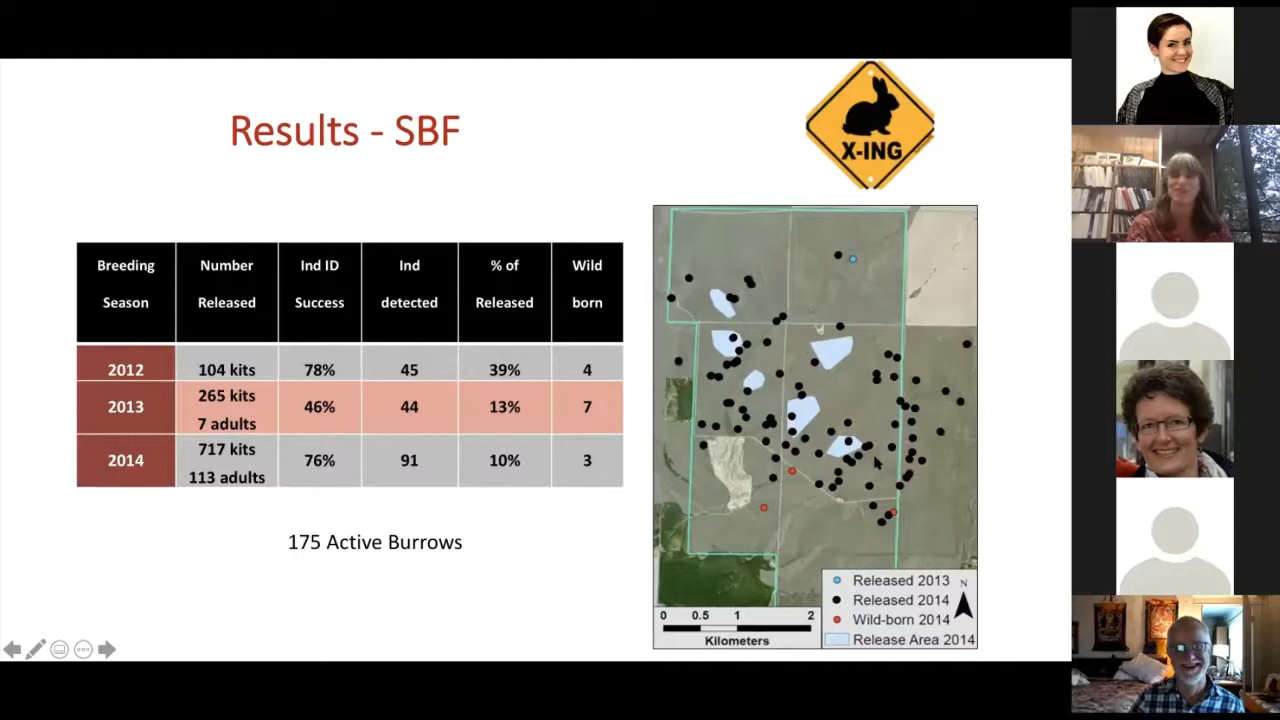 Results - SBF
X-ING
Breeding Season
Number Released
Ind ID Success
Ind detected
% of Released
Wild born
2012
104 kits
78%
45
39%
4
2013
265 kits
7 adults
46%
44
13%
7
2014
717 kits
113 adults
76%
91
10%
3
175 Active Burrows
0 0.5 1 2
Kilometers
Released 2013
N
Released 2014
Wild-born 2014
Release Area 2014